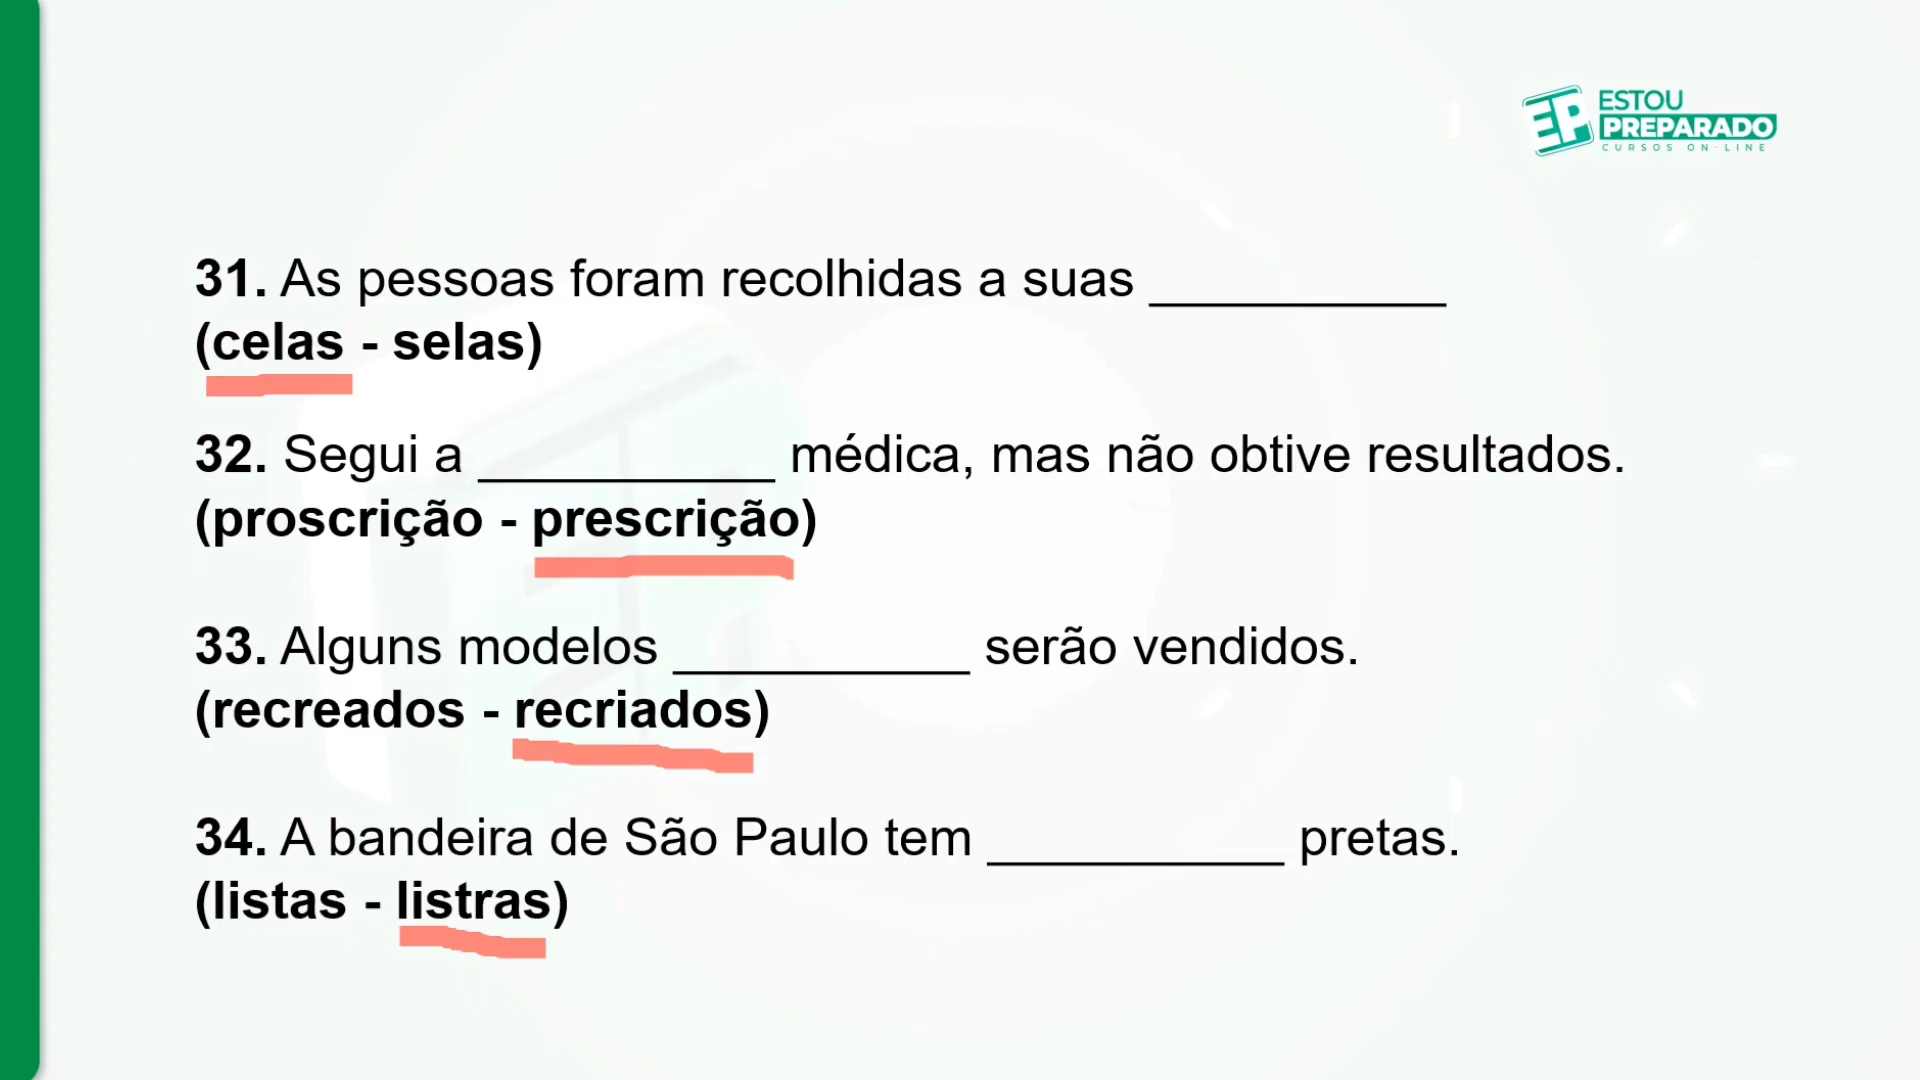 ESTOU
PREPARADO
CURSOS ON-LINE
31. As pessoas foram recolhidas a suas __________
(celas - selas)
32. Segui a __________ médica, mas não obtive resultados.
(proscrição - prescrição)
33. Alguns modelos __________ serão vendidos.
(recreados - recriados)
34. A bandeira de São Paulo tem __________ pretas.
(listas - listras)